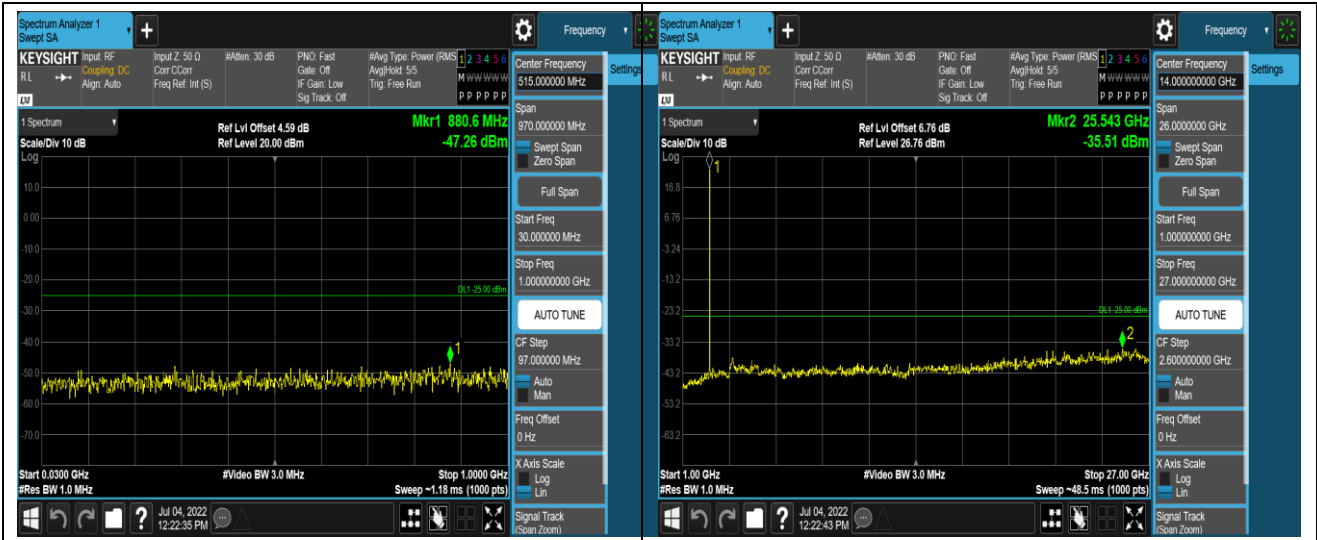 Spectrum Analyzer 1
Swept SA
Frequency
KEYSIGHT
Input: RF
Input Z: 50 Ω
#Atten: 30 dB
PNO: Fast
#Avg Type: Power (RMS
1 2 3 4 5 6
RL
Coupling: DC
Corr CCorr
Gate: Off
Avg|Hold: 5/5
M W W W W W
Align: Auto
Freq Ref: Int (S)
IF Gain: Low
Trig: Free Run
Sig Track: Off
P P P P P P
LXI
1 Spectrum
Ref Lvl Offset 4.59 dB
Mkr1 880.6 MHz
Scale/Div 10 dB
Ref Level 20.00 dBm
-47.26 dBm
Log
10.0
0.00
-10.0
-20.0
DL1 -25.00 dBm
-30.0
-40.0
1
-50.0
-60.0
-70.0
Start 0.0300 GHz
#Video BW 3.0 MHz
Stop 1.0000 GHz
#Res BW 1.0 MHz
Sweep ~1.18 ms (1000 pts)
Jul 04, 2022
12:22:35 PM
Center Frequency
515.000000 MHz
Settings
Span
970.000000 MHz
Swept Span
Zero Span
Full Span
Start Freq
30.000000 MHz
Stop Freq
1.000000000 GHz
AUTO TUNE
CF Step
97.000000 MHz
Auto
Man
Freq Offset
0 Hz
X Axis Scale
Log
Lin
Signal Track
(Span Zoom)
Spectrum Analyzer 1
Swept SA
Frequency
KEYSIGHT
Input: RF
Input Z: 50 Ω
#Atten: 30 dB
PNO: Fast
#Avg Type: Power (RMS
1 2 3 4 5 6
RL
Coupling: DC
Corr CCorr
Gate: Off
Avg|Hold: 5/5
M W W W W W
Align: Auto
Freq Ref: Int (S)
IF Gain: Low
Trig: Free Run
Sig Track: Off
P P P P P P
LXI
1 Spectrum
Ref Lvl Offset 6.76 dB
Mkr2 25.543 GHz
Scale/Div 10 dB
Ref Level 26.76 dBm
-35.51 dBm
Log
1
16.8
6.76
-3.24
-13.2
DL1 -25.00 dBm
-23.2
-33.2
2
-43.2
-53.2
-63.2
Start 1.00 GHz
#Video BW 3.0 MHz
Stop 27.00 GHz
#Res BW 1.0 MHz
Sweep ~48.5 ms (1000 pts)
Jul 04, 2022
12:22:43 PM
Center Frequency
14.000000000 GHz
Settings
Span
26.0000000 GHz
Swept Span
Zero Span
Full Span
Start Freq
1.000000000 GHz
Stop Freq
27.000000000 GHz
AUTO TUNE
CF Step
2.600000000 GHz
Auto
Man
Freq Offset
0 Hz
X Axis Scale
Log
Lin
Signal Track
(Span Zoom)